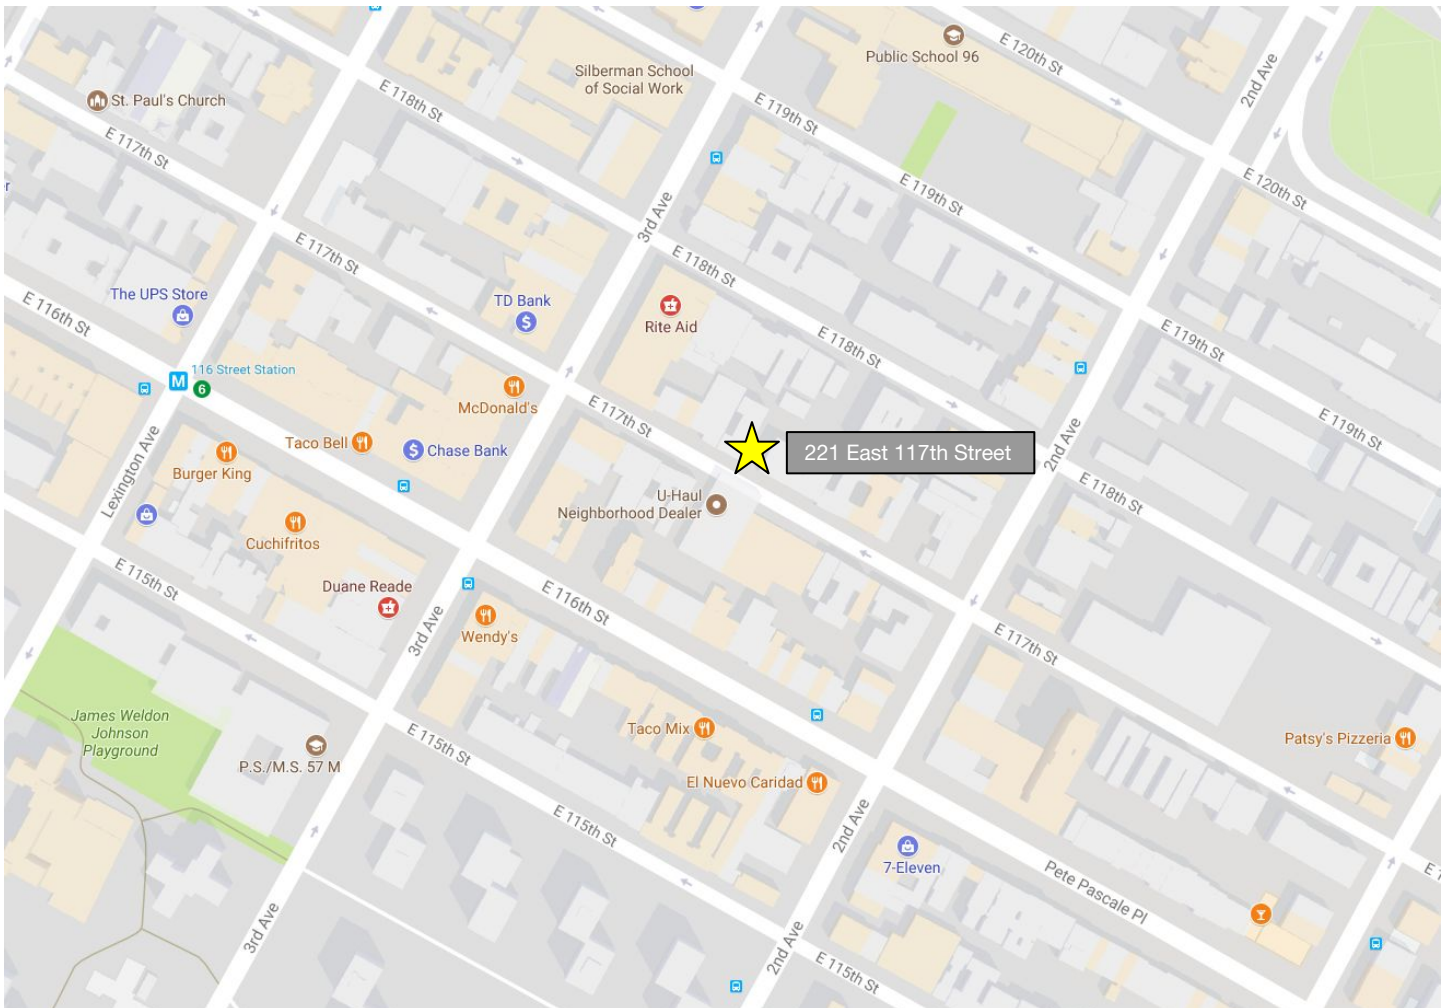 Public School 96
E 120th St
2nd Ave
Silberman School
of Social Work
St. Paul's Church
E 118th St
E 119th St
E 117th St
E 119th St
E 120th St
3rd Ave
E 117th St
E 118th St
The UPS Store
E 116th St
TD Bank
Rite Aid
E 118th St
E 119th St
M
116 Street Station
6
McDonald's
E 117th St
E 119th St
Taco Bell
Chase Bank
221 East 117th Street
2nd Ave
Lexington Ave
Burger King
U-Haul
Neighborhood Dealer
E 118th St
Cuchifritos
E 115th St
Duane Reade
E 116th St
3rd Ave
Wendy's
E 117th St
James Weldon
Johnson
Playground
Taco Mix
Patsy's Pizzeria
P.S./M.S. 57 M
E 115th St
El Nuevo Caridad
E 115th St
2nd Ave
7-Eleven
Pete Pascale Pl
3rd Ave
2nd Ave
E 115th St